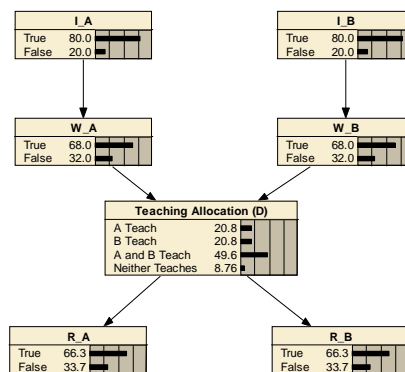 I_A
True 80.0
False 20.0
I_B
True 80.0
False 20.0
W_A
True 68.0
False 32.0
W_B
True 68.0
False 32.0
Teaching Allocation (D)
A Teach 20.8
B Teach 20.8
A and B Teach 49.6
Neither Teaches 8.76
R_A
True 66.3
False 33.7
R_B
True 66.3
False 33.7